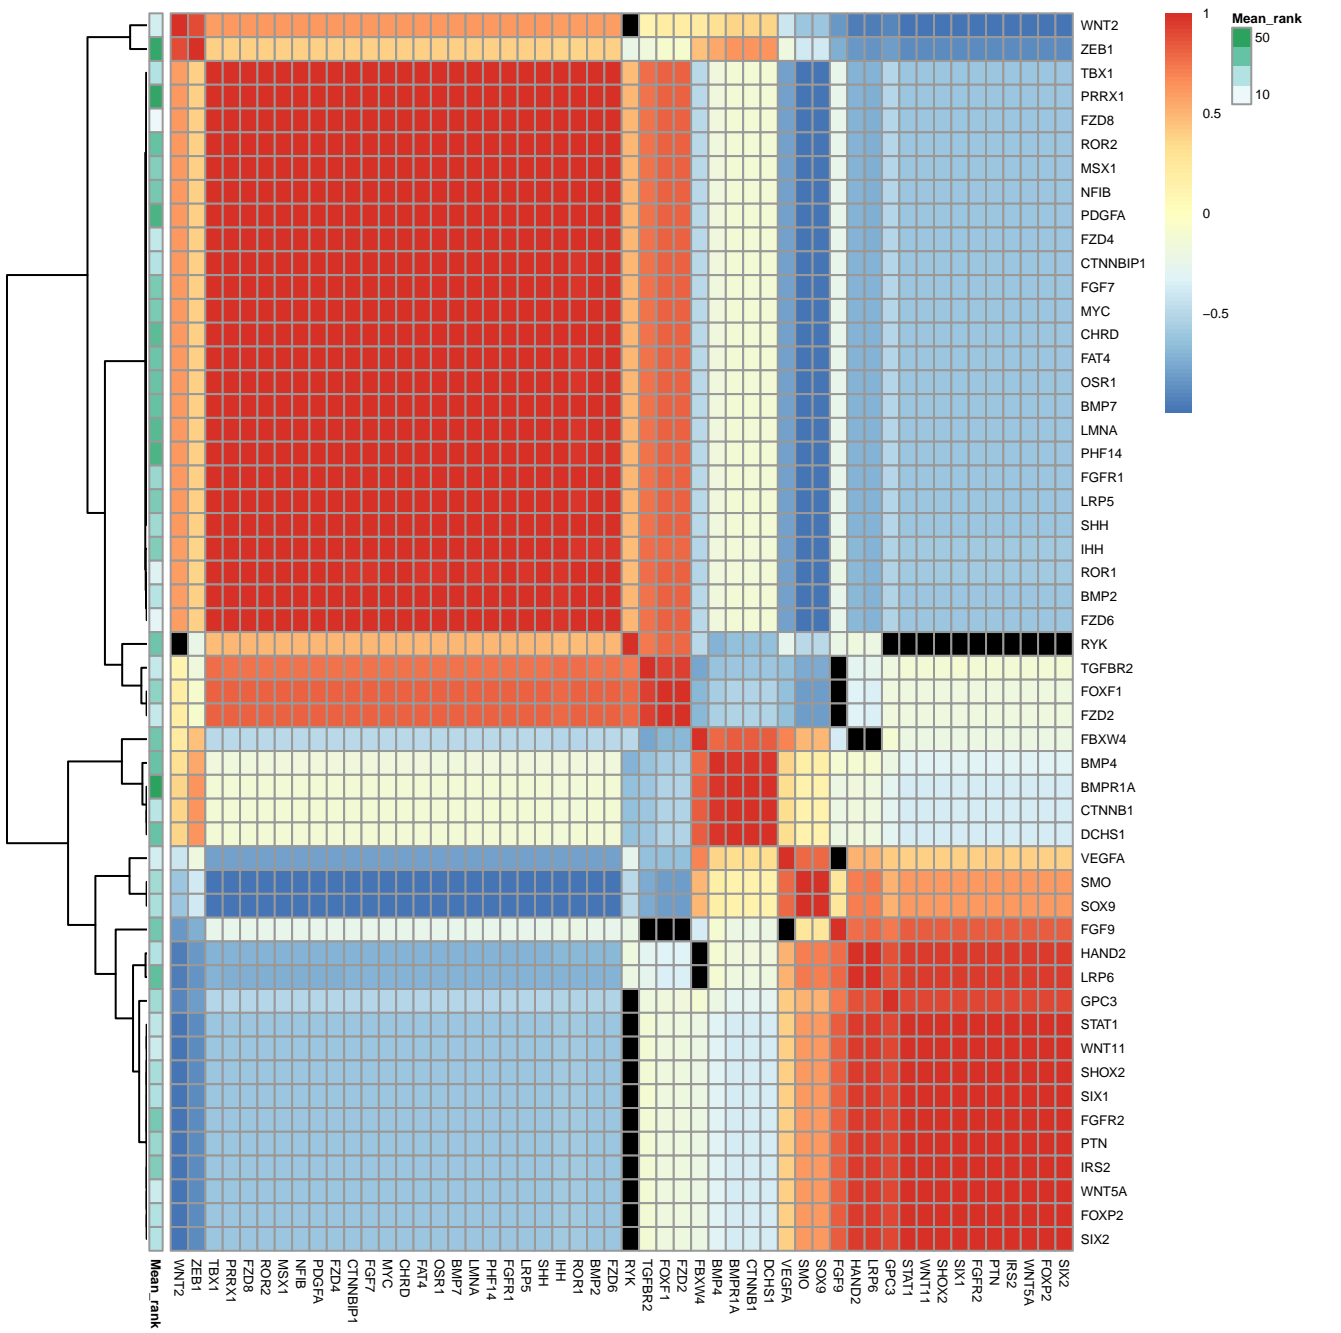 1
0.5
0
−0.5
Mean_rank
50
10
WNT2
ZEB1
TBX1
PRRX1
FZD8
ROR2
MSX1
NFIB
PDGFA
FZD4
CTNNBIP1
FGF7
MYC
CHRD
FAT4
OSR1
BMP7
LMNA
PHF14
FGFR1
LRP5
SHH
IHH
ROR1
BMP2
FZD6
RYK
TGFBR2
FOXF1
FZD2
FBXW4
BMP4
BMPR1A
CTNNB1
DCHS1
VEGFA
SMO
SOX9
FGF9
HAND2
LRP6
GPC3
STAT1
WNT11
SHOX2
SIX1
FGFR2
PTN
IRS2
WNT5A
FOXP2
SIX2
Mean_rank
WNT2
ZEB1
TBX1
PRRX1
FZD8
ROR2
MSX1
NFIB
PDGFA
FZD4
CTNNBIP1
FGF7
MYC
CHRD
FAT4
OSR1
BMP7
LMNA
PHF14
FGFR1
LRP5
SHH
IHH
ROR1
BMP2
FZD6
RYK
TGFBR2
FOXF1
FZD2
FBXW4
BMP4
BMPR1A
CTNNB1
DCHS1
VEGFA
SMO
SOX9
FGF9
HAND2
LRP6
GPC3
STAT1
WNT11
SHOX2
SIX1
FGFR2
PTN
IRS2
WNT5A
FOXP2
SIX2